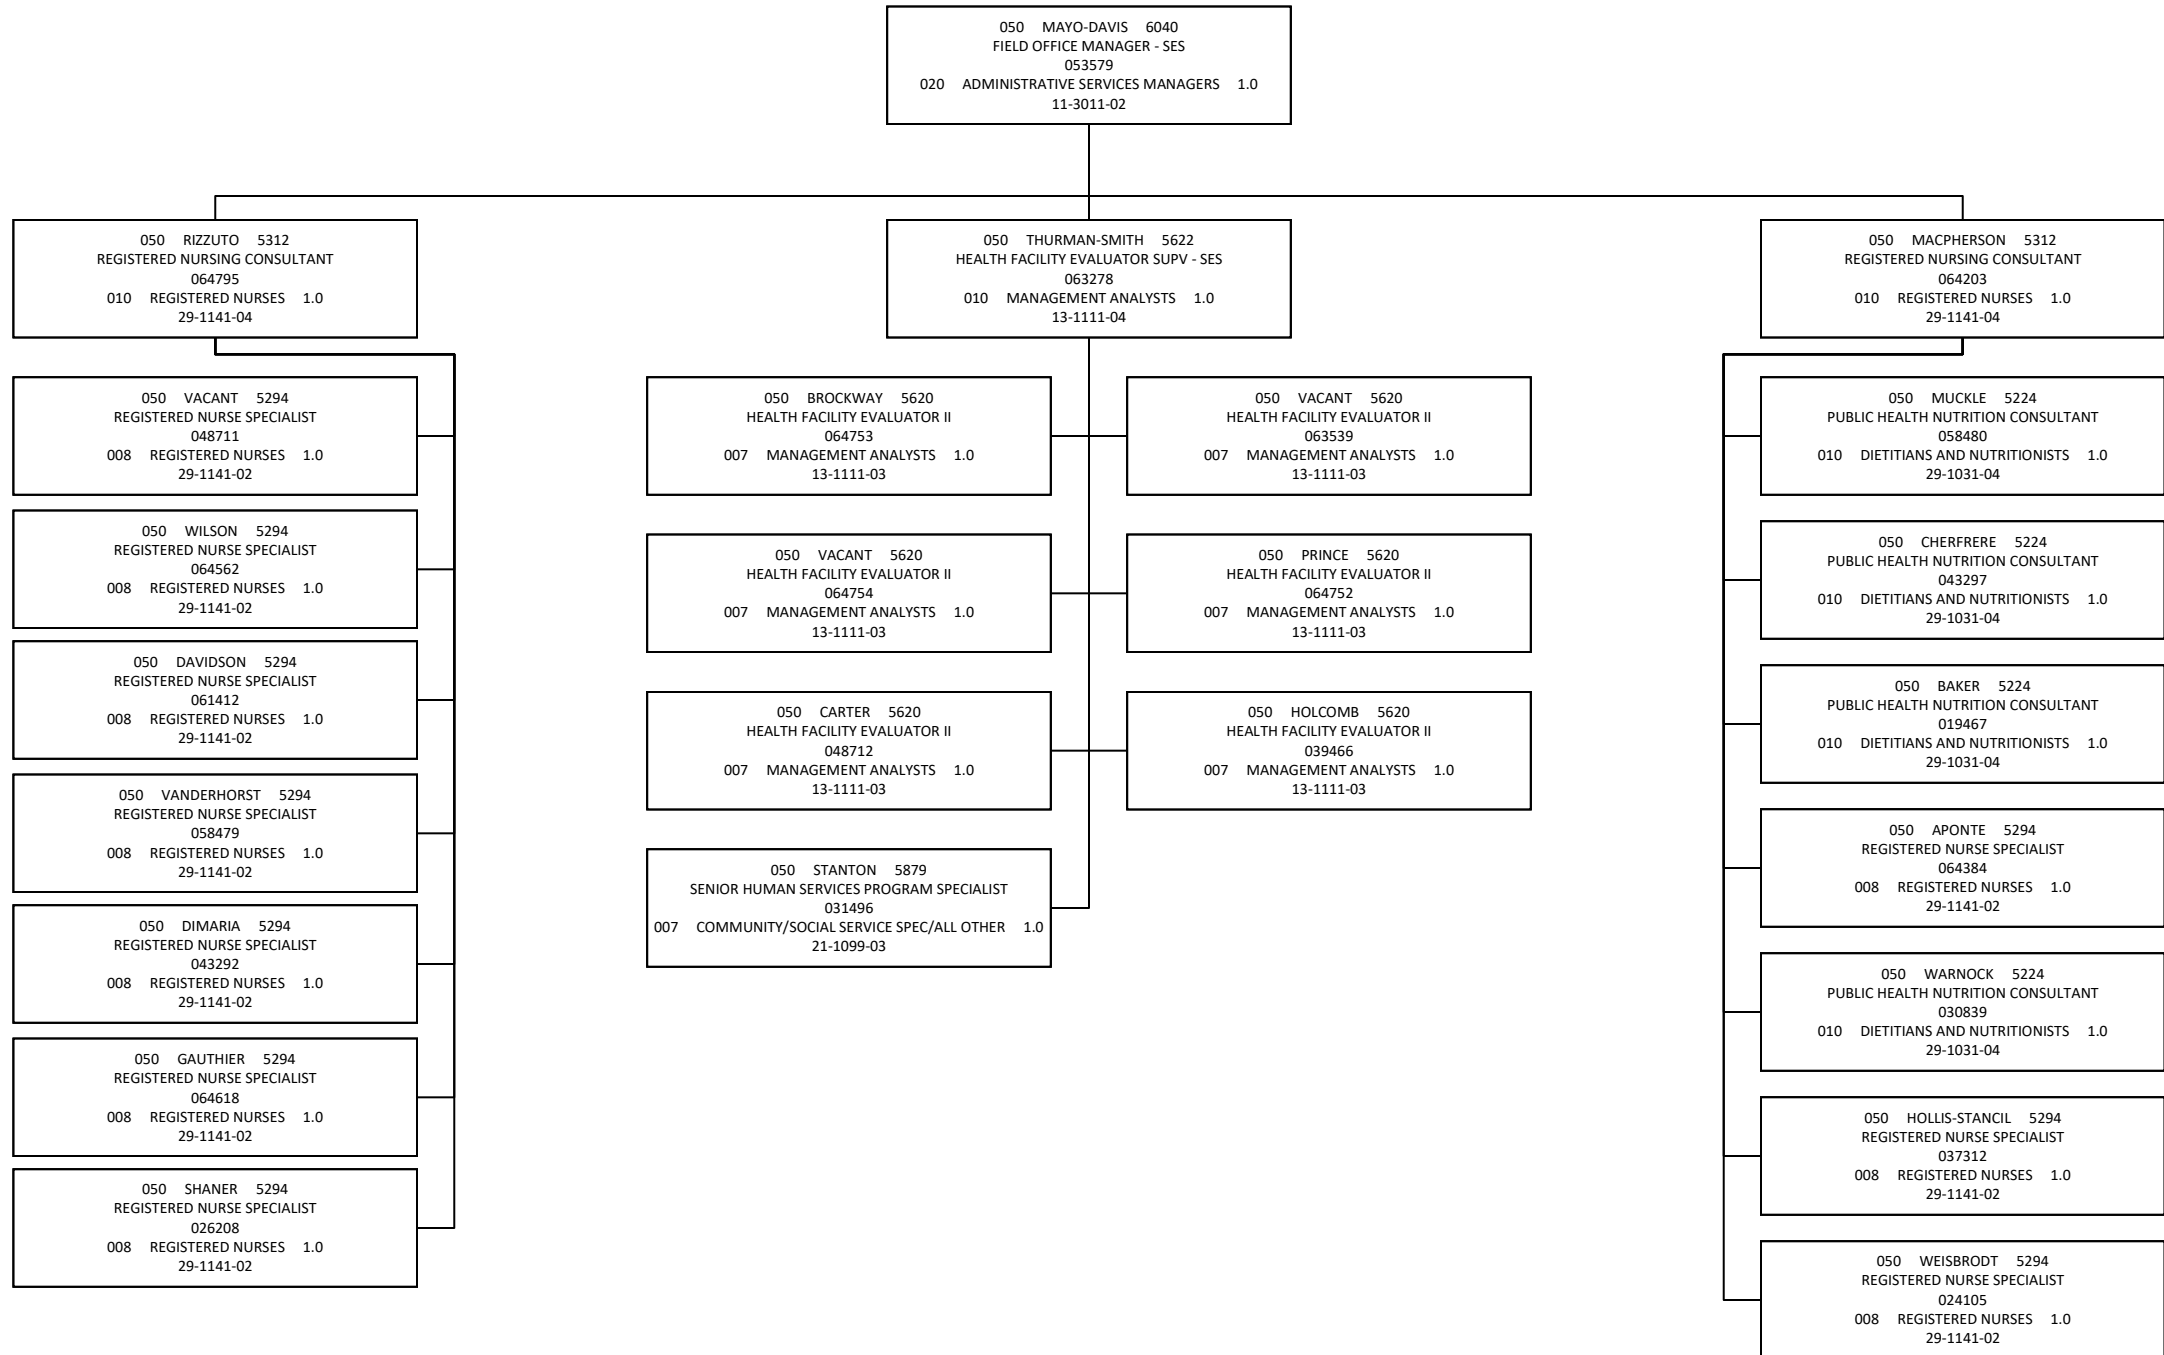 050 MAYO-DAVIS 6040
FIELD OFFICE MANAGER - SES
053579
020 ADMINISTRATIVE SERVICES MANAGERS 1.0
11-3011-02
050 RIZZUTO 5312
REGISTERED NURSING CONSULTANT
064795
010 REGISTERED NURSES 1.0
29-1141-04
050 VACANT 5294
REGISTERED NURSE SPECIALIST
048711
008 REGISTERED NURSES 1.0
29-1141-02
050 WILSON 5294
REGISTERED NURSE SPECIALIST
064562
008 REGISTERED NURSES 1.0
29-1141-02
050 DAVIDSON 5294
REGISTERED NURSE SPECIALIST
061412
008 REGISTERED NURSES 1.0
29-1141-02
050 VANDERHORST 5294
REGISTERED NURSE SPECIALIST
058479
008 REGISTERED NURSES 1.0
29-1141-02
050 DIMARIA 5294
REGISTERED NURSE SPECIALIST
043292
008 REGISTERED NURSES 1.0
29-1141-02
050 GAUTHIER 5294
REGISTERED NURSE SPECIALIST
064618
008 REGISTERED NURSES 1.0
29-1141-02
050 SHANER 5294
REGISTERED NURSE SPECIALIST
026208
008 REGISTERED NURSES 1.0
29-1141-02
050 THURMAN-SMITH 5622
HEALTH FACILITY EVALUATOR SUPV - SES
063278
010 MANAGEMENT ANALYSTS 1.0
13-1111-04
050 BROCKWAY 5620
HEALTH FACILITY EVALUATOR II
064753
007 MANAGEMENT ANALYSTS 1.0
13-1111-03
050 VACANT 5620
HEALTH FACILITY EVALUATOR II
063539
007 MANAGEMENT ANALYSTS 1.0
13-1111-03
050 VACANT 5620
HEALTH FACILITY EVALUATOR II
064754
007 MANAGEMENT ANALYSTS 1.0
13-1111-03
050 PRINCE 5620
HEALTH FACILITY EVALUATOR II
064752
007 MANAGEMENT ANALYSTS 1.0
13-1111-03
050 CARTER 5620
HEALTH FACILITY EVALUATOR II
048712
007 MANAGEMENT ANALYSTS 1.0
13-1111-03
050 HOLCOMB 5620
HEALTH FACILITY EVALUATOR II
039466
007 MANAGEMENT ANALYSTS 1.0
13-1111-03
050 STANTON 5879
SENIOR HUMAN SERVICES PROGRAM SPECIALIST
031496
007 COMMUNITY/SOCIAL SERVICE SPEC/ALL OTHER 1.0
21-1099-03
050 MACPHERSON 5312
REGISTERED NURSING CONSULTANT
064203
010 REGISTERED NURSES 1.0
29-1141-04
050 MUCKLE 5224
PUBLIC HEALTH NUTRITION CONSULTANT
058480
010 DIETITIANS AND NUTRITIONISTS 1.0
29-1031-04
050 CHERFRERE 5224
PUBLIC HEALTH NUTRITION CONSULTANT
043297
010 DIETITIANS AND NUTRITIONISTS 1.0
29-1031-04
050 BAKER 5224
PUBLIC HEALTH NUTRITION CONSULTANT
019467
010 DIETITIANS AND NUTRITIONISTS 1.0
29-1031-04
050 APONTE 5294
REGISTERED NURSE SPECIALIST
064384
008 REGISTERED NURSES 1.0
29-1141-02
050 WARNOCK 5224
PUBLIC HEALTH NUTRITION CONSULTANT
030839
010 DIETITIANS AND NUTRITIONISTS 1.0
29-1031-04
050 HOLLIS-STANCIL 5294
REGISTERED NURSE SPECIALIST
037312
008 REGISTERED NURSES 1.0
29-1141-02
050 WEISBRODT 5294
REGISTERED NURSE SPECIALIST
024105
008 REGISTERED NURSES 1.0
29-1141-02